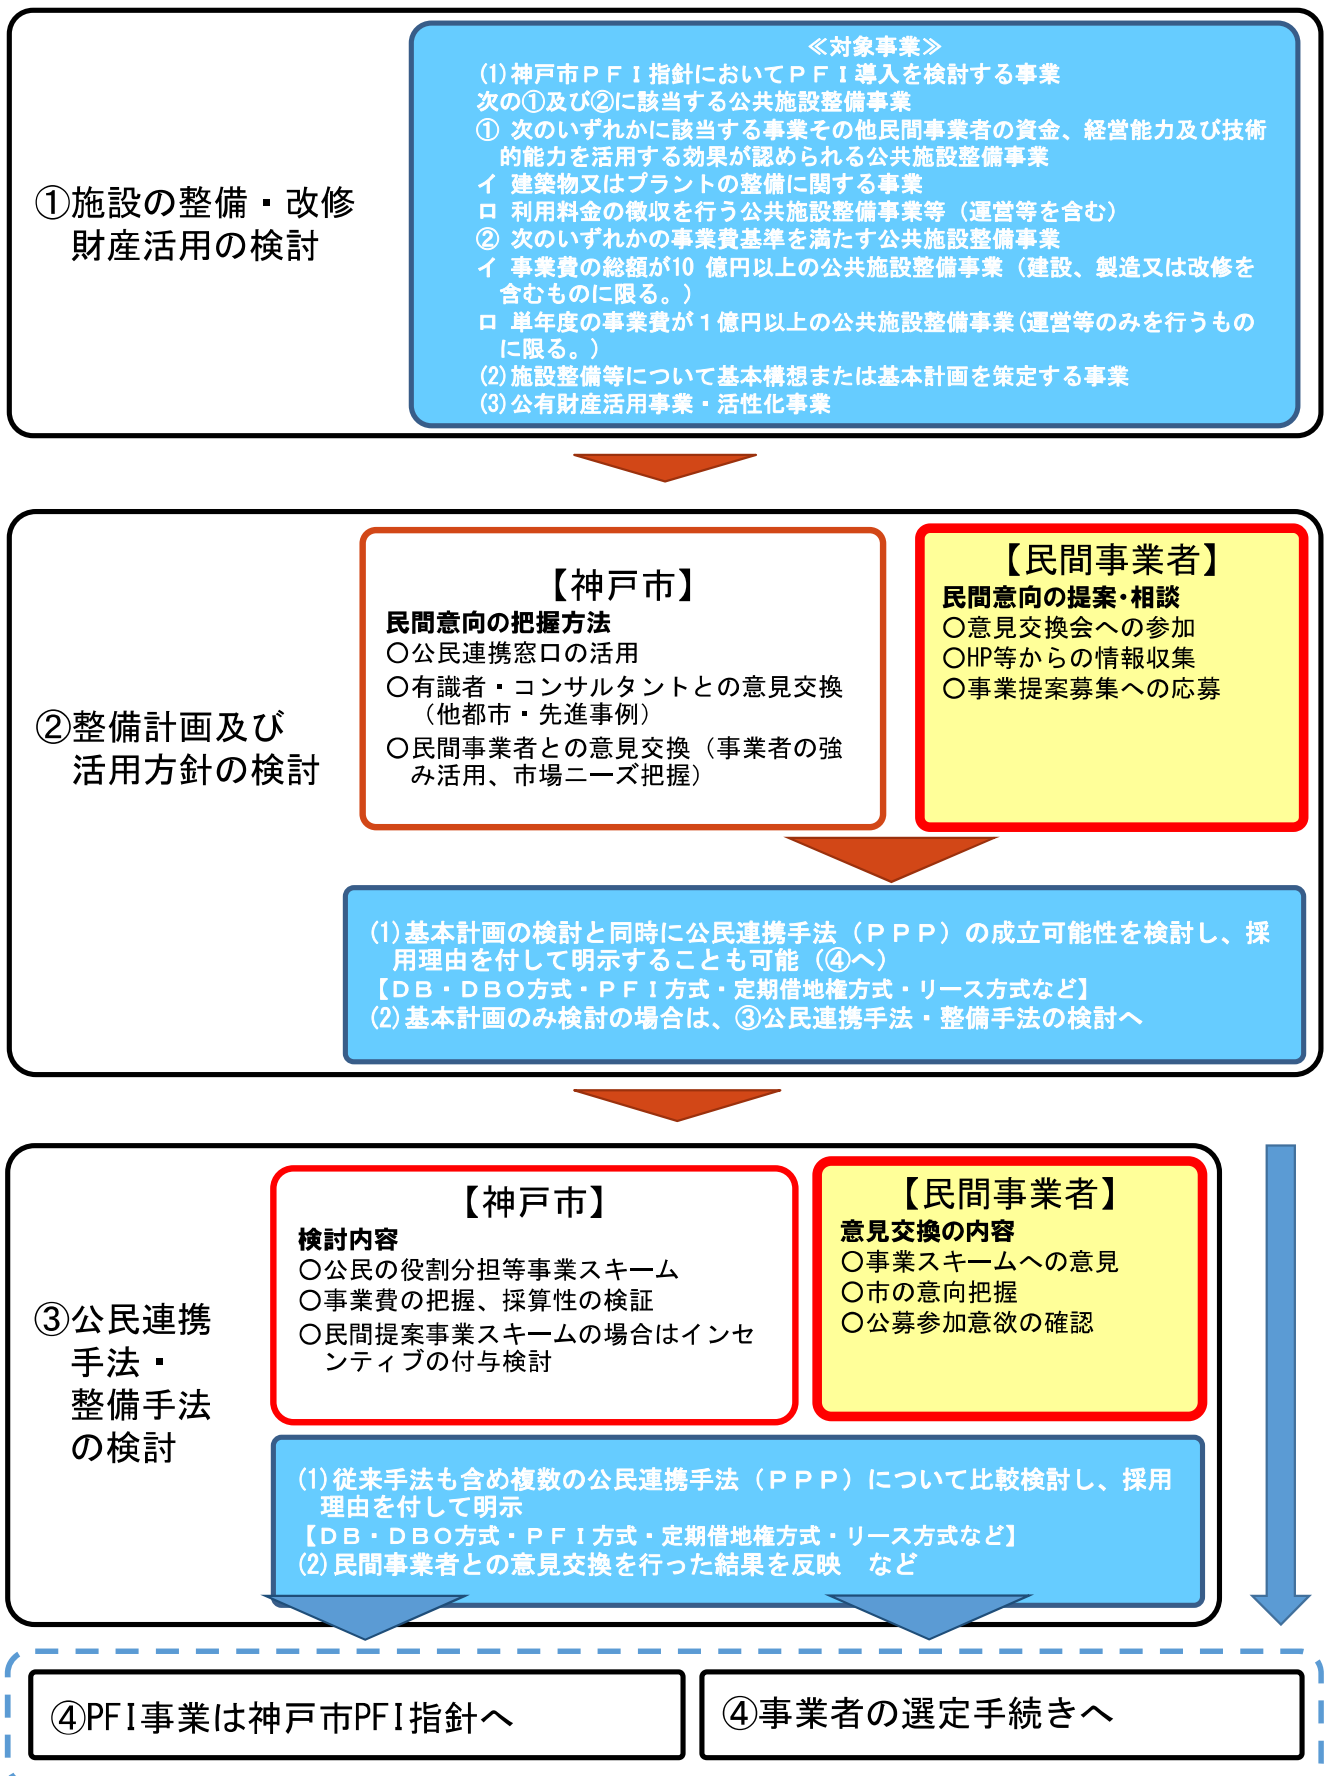 ①施設の整備・改修
財産活用の検討
≪対象事業≫
(1)神戸市ＰＦＩ指針においてＰＦＩ導入を検討する事業
次の①及び②に該当する公共施設整備事業
① 次のいずれかに該当する事業その他民間事業者の資金、経営能力及び技術
的能力を活用する効果が認められる公共施設整備事業
イ 建築物又はプラントの整備に関する事業
ロ 利用料金の徴収を行う公共施設整備事業等（運営等を含む）
② 次のいずれかの事業費基準を満たす公共施設整備事業
イ 事業費の総額が10 億円以上の公共施設整備事業（建設、製造又は改修を
含むものに限る。）
ロ 単年度の事業費が１億円以上の公共施設整備事業(運営等のみを行うもの
に限る。)
(2)施設整備等について基本構想または基本計画を策定する事業
(3)公有財産活用事業・活性化事業
②整備計画及び
活用方針の検討
【神戸市】
民間意向の把握方法
○公民連携窓口の活用
○有識者・コンサルタントとの意見交換
（他都市・先進事例）
○民間事業者との意見交換（事業者の強
み活用、市場ニーズ把握）
【民間事業者】
民間意向の提案・相談
○意見交換会への参加
○HP等からの情報収集
○事業提案募集への応募
(1)基本計画の検討と同時に公民連携手法（ＰＰＰ）の成立可能性を検討し、採
用理由を付して明示することも可能（④へ）
【ＤＢ・ＤＢＯ方式・ＰＦＩ方式・定期借地権方式・リース方式など】
(2)基本計画のみ検討の場合は、③公民連携手法・整備手法の検討へ
③公民連携
手法・
整備手法
の検討
【神戸市】
検討内容
○公民の役割分担等事業スキーム
○事業費の把握、採算性の検証
○民間提案事業スキームの場合はインセ
ンティブの付与検討
【民間事業者】
意見交換の内容
○事業スキームへの意見
○市の意向把握
○公募参加意欲の確認
(1)従来手法も含め複数の公民連携手法（ＰＰＰ）について比較検討し、採用
理由を付して明示
【ＤＢ・ＤＢＯ方式・ＰＦＩ方式・定期借地権方式・リース方式など】
(2)民間事業者との意見交換を行った結果を反映　など
④PFI事業は神戸市PFI指針へ
④事業者の選定手続きへ